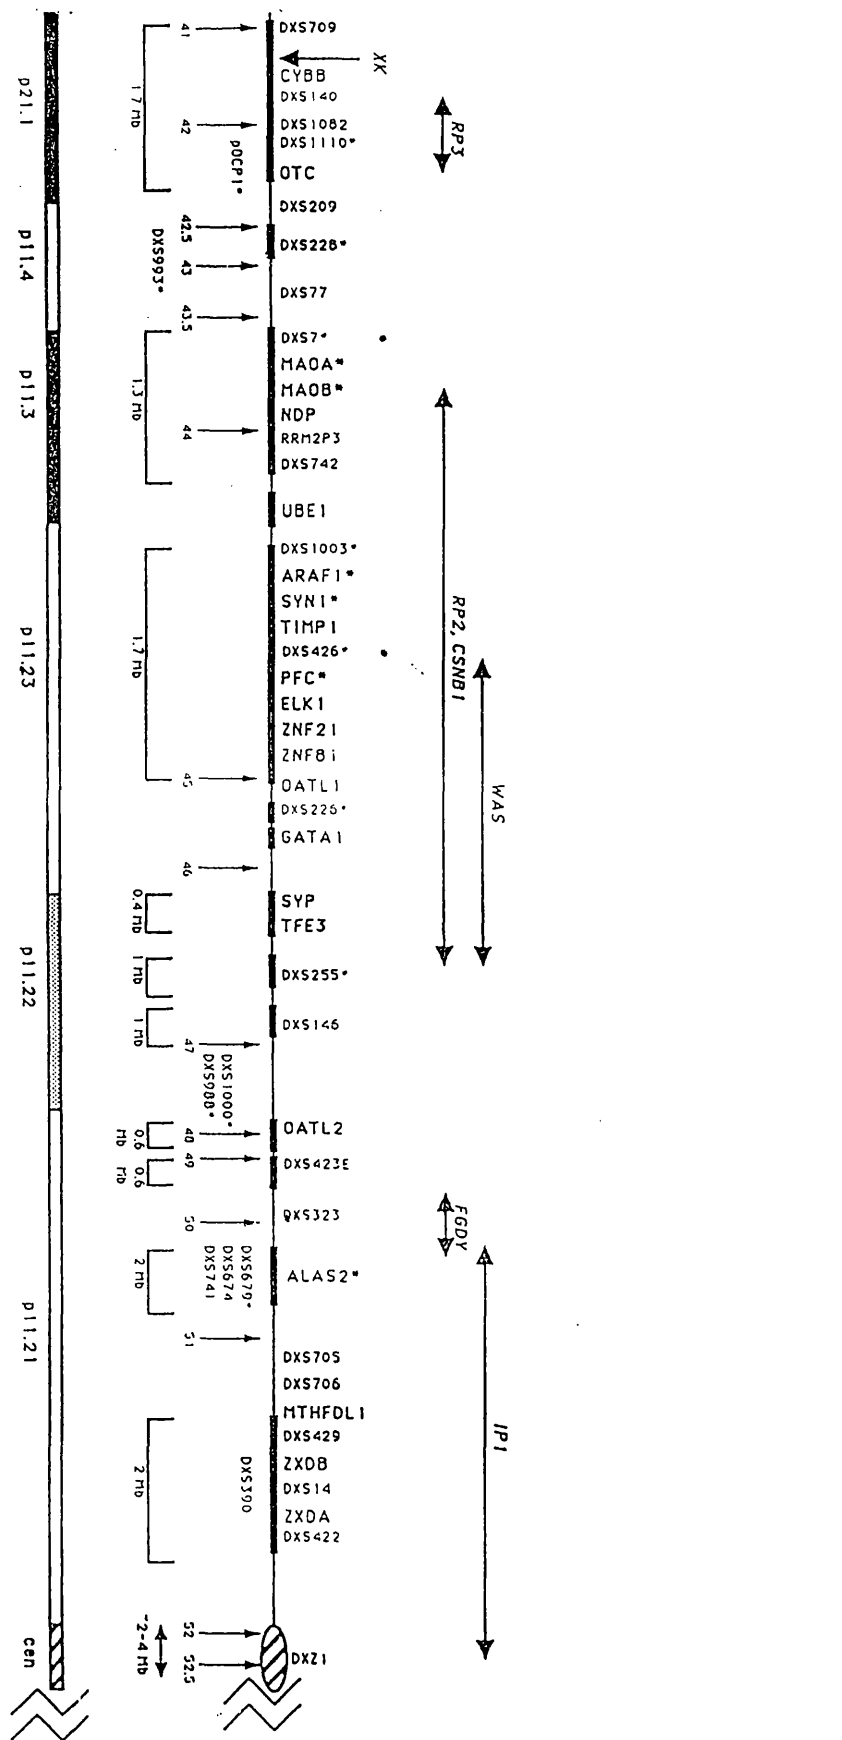 p21.1
p11.4
p11.3
p11.23
p11.22
p11.21
cen
1.7 Mb
1.3 Mb
1.7 Mb
0.4 Mb
1 Mb
1 Mb
0.6 Mb
0.6 Mb
2 Mb
2 Mb
~2-4 Mb
41
42
42.5
43
43.5
44
45
46
47
48
49
50
51
52
52.5
pOCP1*
DXS993*
DXS1000*
DXS988*
DXS679*
DXS674
DXS741
DXS390
DXS709
CYBB
DXS140
DXS1082
DXS1110*
OTC
DXS209
DXS228*
DXS77
DXS7*
MAOA*
MAOB*
NDP
RRM2P3
DXS742
UBE1
DXS1003*
ARAF1*
SYN1*
TIMP1
DXS426*
PFC*
ELK1
ZNF21
ZNF81
OATL1
DXS226*
GATA1
SYP
TFE3
DXS255*
DXS146
OATL2
DXS423E
DXS323
ALAS2*
DXS705
DXS706
MTHFDL1
DXS429
ZXDB
DXS14
ZXDA
DXS422
DXZ1
XK
RP3
RP2, CSNB1
WAS
FGDY
IP1